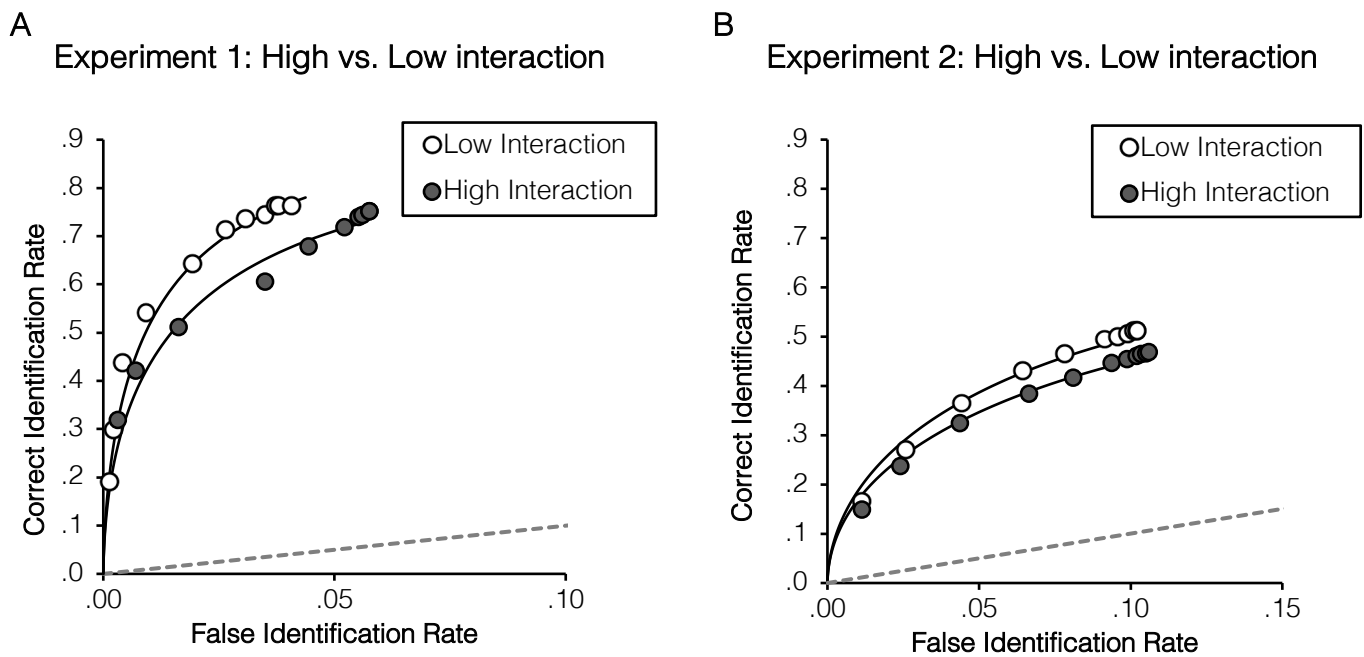 A
Experiment 1: High vs. Low interaction
Low Interaction
High Interaction
Correct Identification Rate
.9
.8
.7
.6
.5
.4
.3
.2
.1
.0
.00
.05
.10
False Identification Rate
B
Experiment 2: High vs. Low interaction
Low Interaction
High Interaction
Correct Identification Rate
.9
.8
.7
.6
.5
.4
.3
.2
.1
.0
.00
.05
.10
.15
False Identification Rate